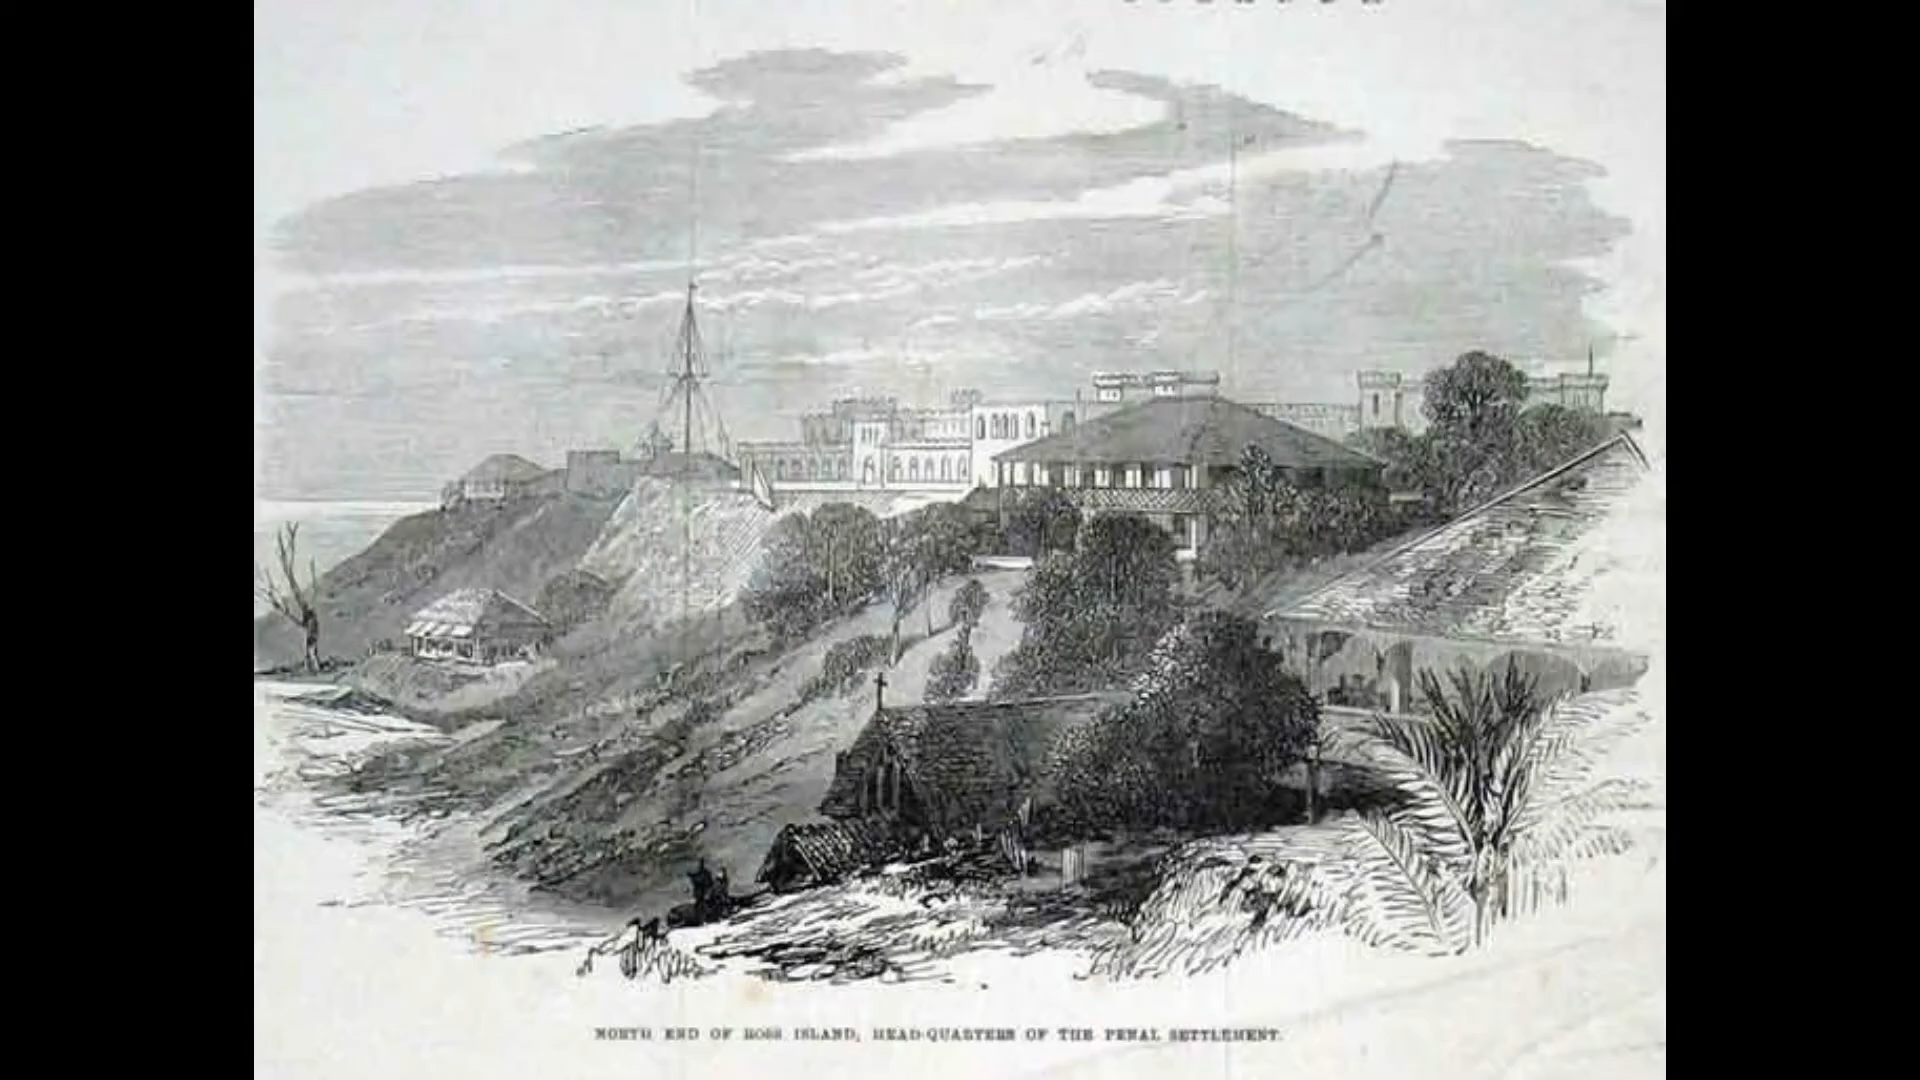 NORTH END OF ROSS ISLAND, HEAD-QUARTERS OF THE PENAL SETTLEMENT.